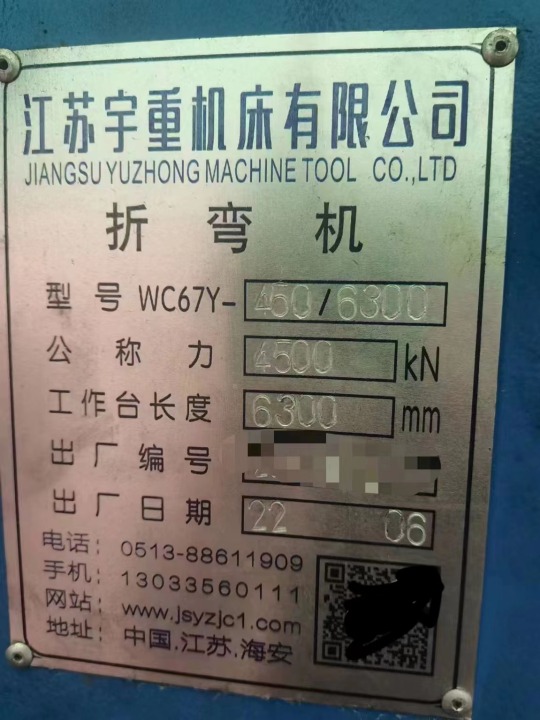 江苏宇重机床有限公司
JIANGSU YUZHONG MACHINE TOOL CO.,LTD
折弯机
型号 WC67Y- 450/6300
公称力 4500 kN
工作台长度 6300 mm
出厂编号
出厂日期 22 06
电话: 0513-88611909
手机: 13033560111
网站: www.jsyzjc1.com
地址: 中国.江苏.海安